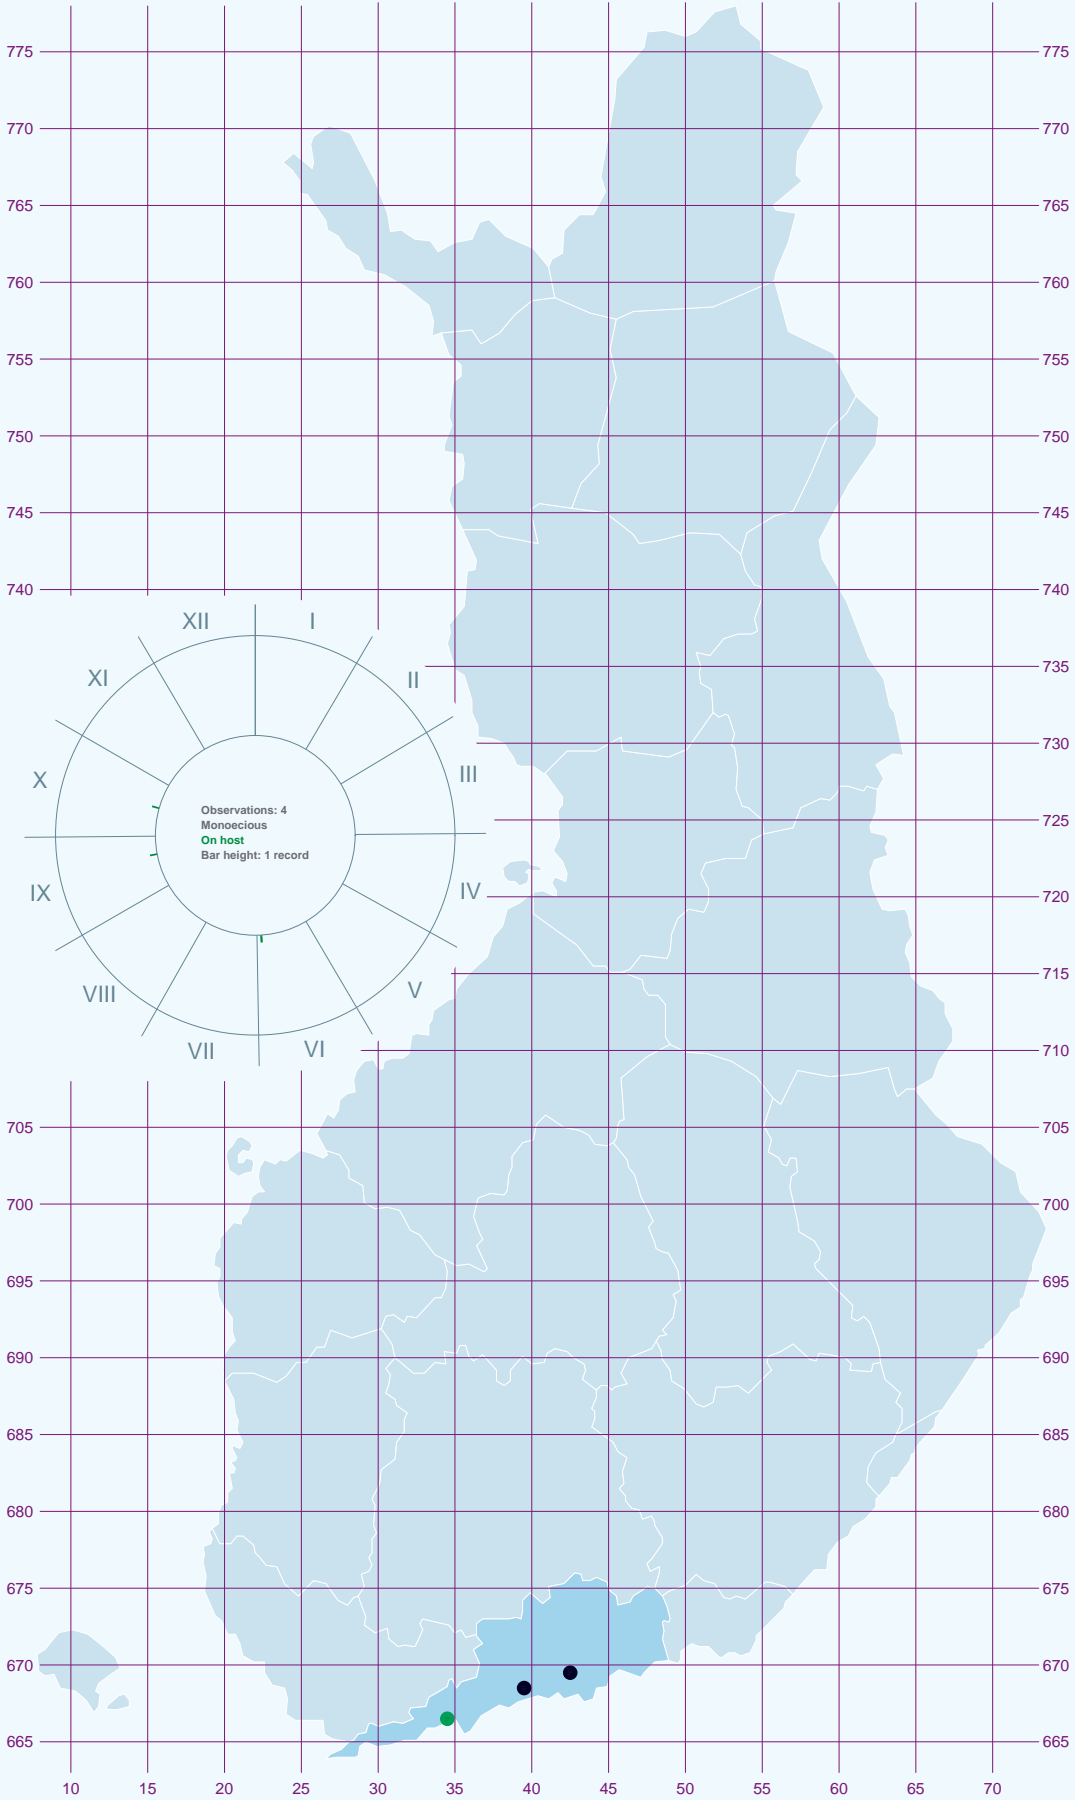 775 775
770 770
765 765
760 760
755 755
750 750
745 745
740 740
XII I
735
XI II
730
X III
725
Observations: 4
Monoecious
On host
Bar height: 1 record
IX IV
720
VIII V
715
VII VI
710
705 705
700 700
695 695
690 690
685 685
680 680
675 675
670 670
665 665
10 15 20 25 30 35 40 45 50 55 60 65 70